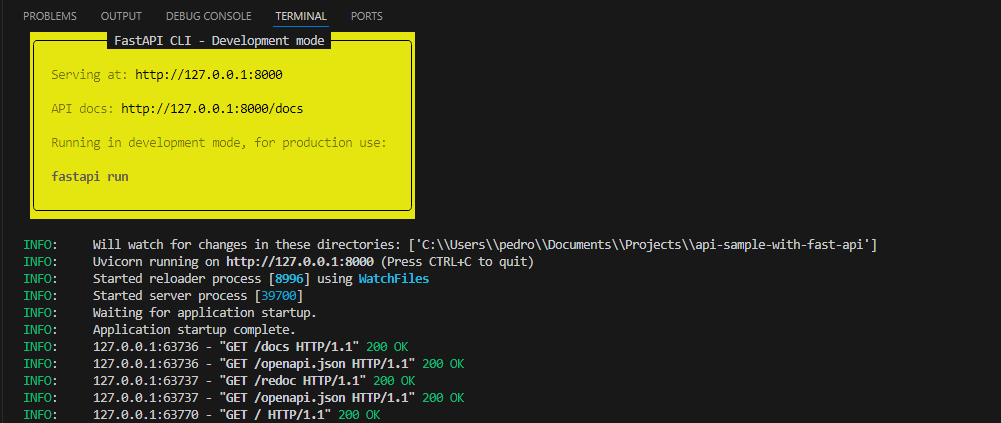 PROBLEMS OUTPUT DEBUG CONSOLE TERMINAL PORTS
FastAPI CLI - Development mode
Serving at: http://127.0.0.1:8000
API docs: http://127.0.0.1:8000/docs
Running in development mode, for production use:
fastapi run
INFO: Will watch for changes in these directories: ['C:\\Users\\pedro\\Documents\\Projects\\api-sample-with-fast-api']
INFO: Uvicorn running on http://127.0.0.1:8000 (Press CTRL+C to quit)
INFO: Started reloader process [8996] using WatchFiles
INFO: Started server process [39700]
INFO: Waiting for application startup.
INFO: Application startup complete.
INFO: 127.0.0.1:63736 - "GET /docs HTTP/1.1" 200 OK
INFO: 127.0.0.1:63736 - "GET /openapi.json HTTP/1.1" 200 OK
INFO: 127.0.0.1:63737 - "GET /redoc HTTP/1.1" 200 OK
INFO: 127.0.0.1:63737 - "GET /openapi.json HTTP/1.1" 200 OK
INFO: 127.0.0.1:63770 - "GET / HTTP/1.1" 200 OK